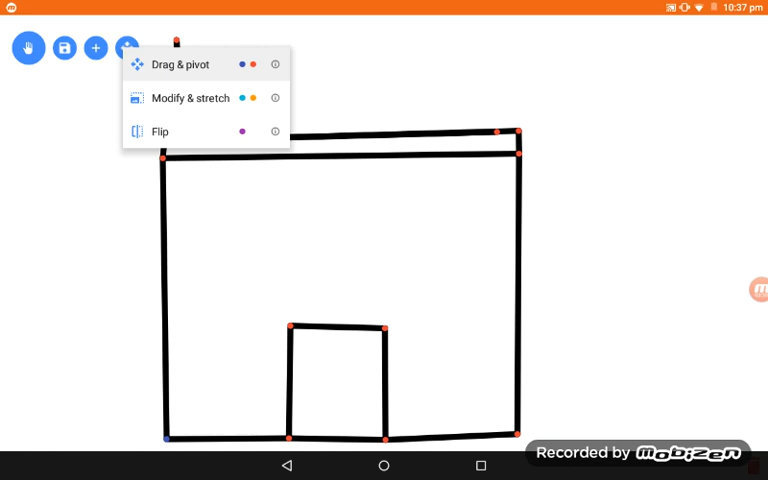 10:37 pm
Drag & pivot
Modify & stretch
Flip
Recorded by Mobizen